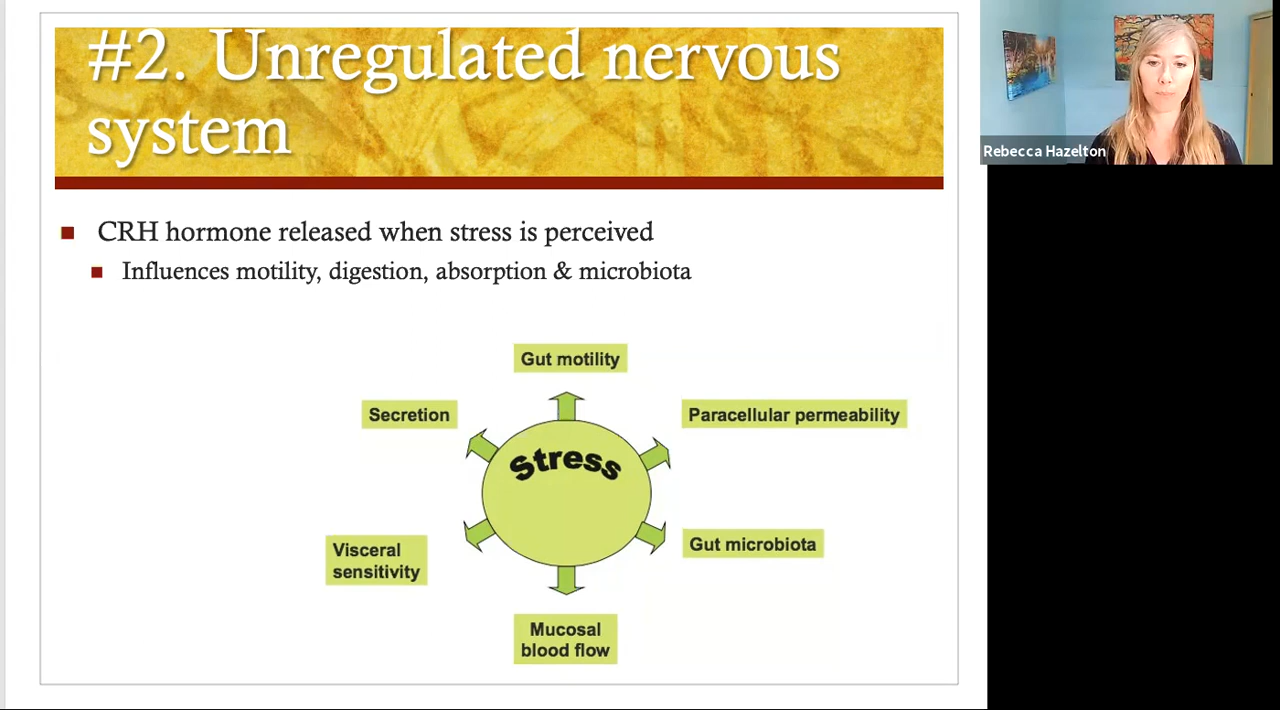 #2. Unregulated nervous
system
Rebecca Hazelton
CRH hormone released when stress is perceived
Influences motility, digestion, absorption & microbiota
Gut motility
Secretion
Paracellular permeability
Stress
Visceral
sensitivity
Gut microbiota
Mucosal
blood flow